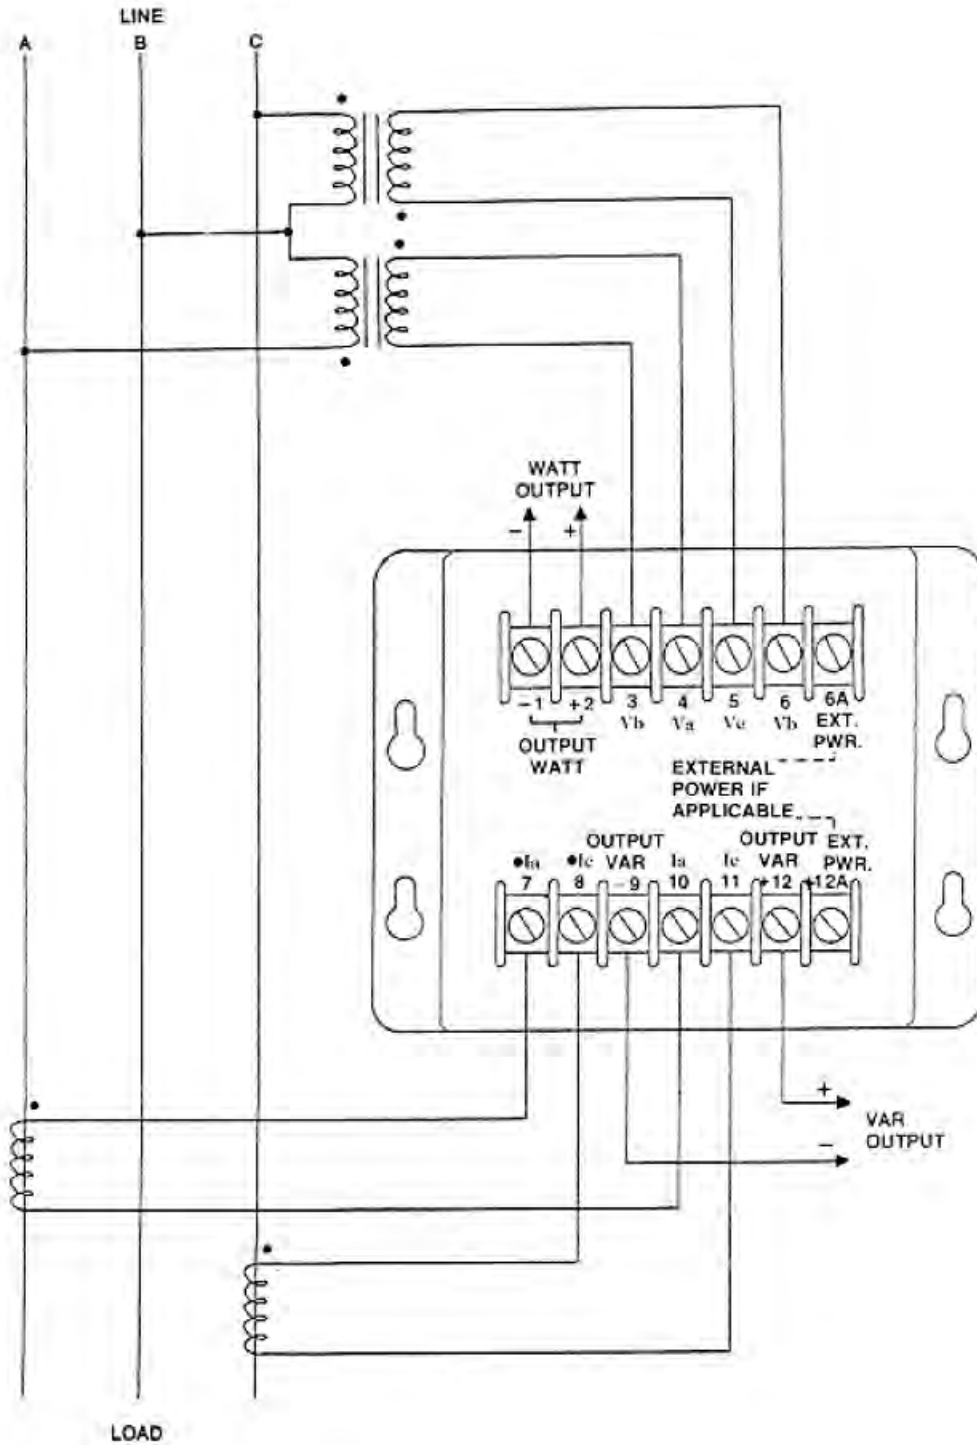 LINE
A B C
WATT
OUTPUT
- +
-1 +2 3 4 5 6 6A
Vb Va Vc Vb EXT.
PWR.
OUTPUT
WATT
EXTERNAL
POWER IF
APPLICABLE
OUTPUT OUTPUT EXT.
•Ia •Ic VAR Ia Ic VAR PWR.
7 8 -9 10 11 +12 +12A
+
-
VAR
OUTPUT
LOAD